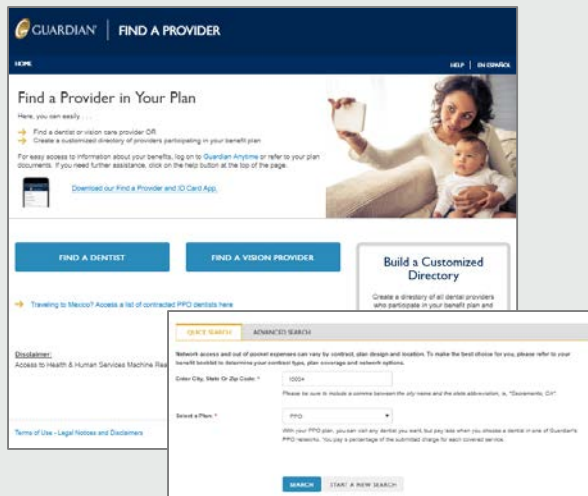 GUARDIAN® FIND A PROVIDER
HOME HELP | EN ESPAÑOL
Find a Provider in Your Plan
Here, you can easily . . .
Find a dentist or vision care provider OR
Create a customized directory of providers participating in your benefit plan
For easy access to information about your benefits, log on to Guardian Anytime or refer to your plan
documents. If you need further assistance, click on the help button at the top of the page.
Download our Find a Provider and ID Card App.
FIND A DENTIST
FIND A VISION PROVIDER
Build a Customized
Directory
Create a directory of all dental providers
who participate in your benefit plan and
Traveling to Mexico? Access a list of contracted PPO dentists here
Disclaimer:
Access to Health & Human Services Machine Rea
Terms of Use - Legal Notices and Disclaimers
QUICK SEARCH ADVANCED SEARCH
Network access and out of pocket expenses can vary by contract, plan design and location. To make the best choice for you, please refer to your
benefit booklet to determine your contract type, plan coverage and network options.
Enter City, State Or Zip Code: *
Please be sure to include a comma between the city name and the state abbreviation, ie, "Sacramento, CA"
Select a Plan: * PPO
With your PPO plan, you can visit any dentist you want, but pay less when you choose a dentist in one of Guardian's
PPO networks. You pay a percentage of the submitted charge for each covered service.
SEARCH START A NEW SEARCH